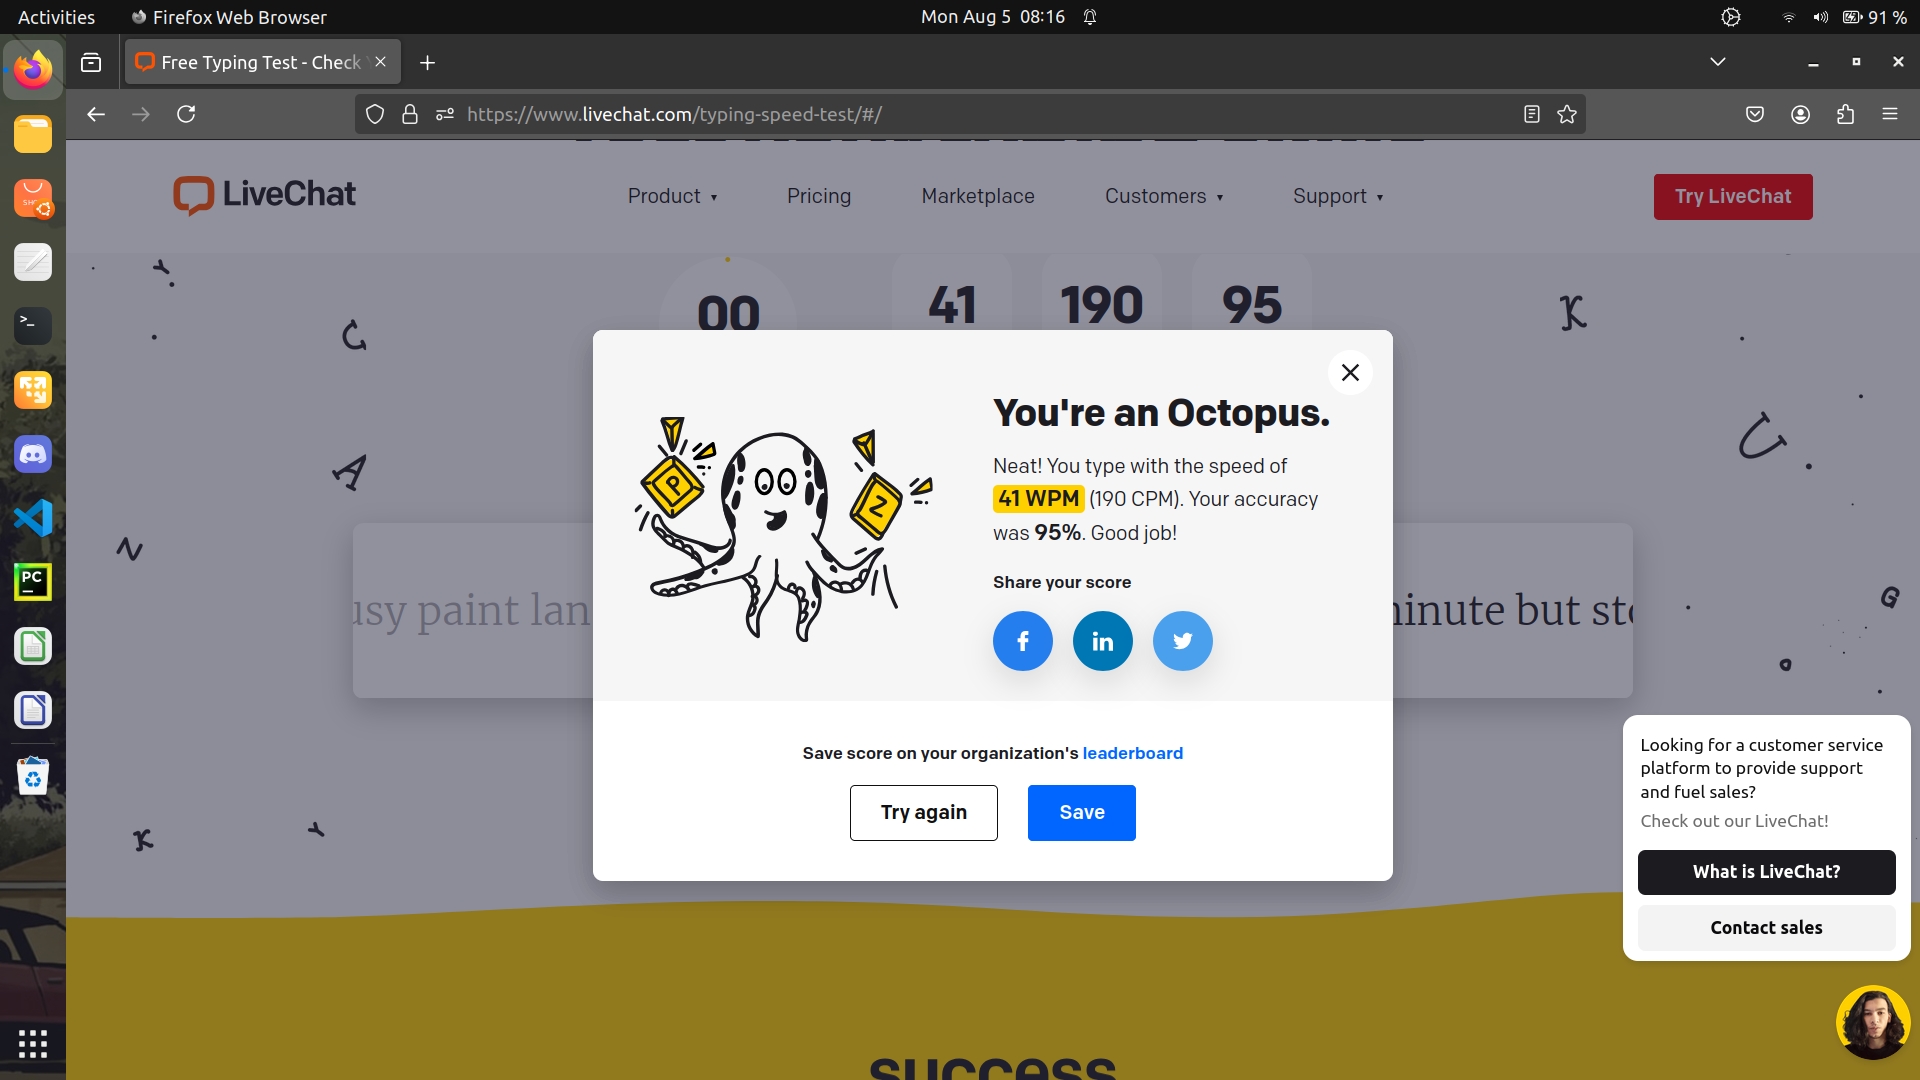 Activities
Firefox Web Browser
Mon Aug 5 08:16
91 %
Free Typing Test - Check
https://www.livechat.com/typing-speed-test/#/
LiveChat
Product
Pricing
Marketplace
Customers
Support
Try LiveChat
00
41
190
95
You're an Octopus.
Neat! You type with the speed of
41 WPM (190 CPM). Your accuracy
was 95%. Good job!
Share your score
paint
but
Save score on your organization's leaderboard
Try again
Save
Looking for a customer service
platform to provide support
and fuel sales?
Check out our LiveChat!
What is LiveChat?
Contact sales
success
P
Z
K
C
A
N
K
G
PC